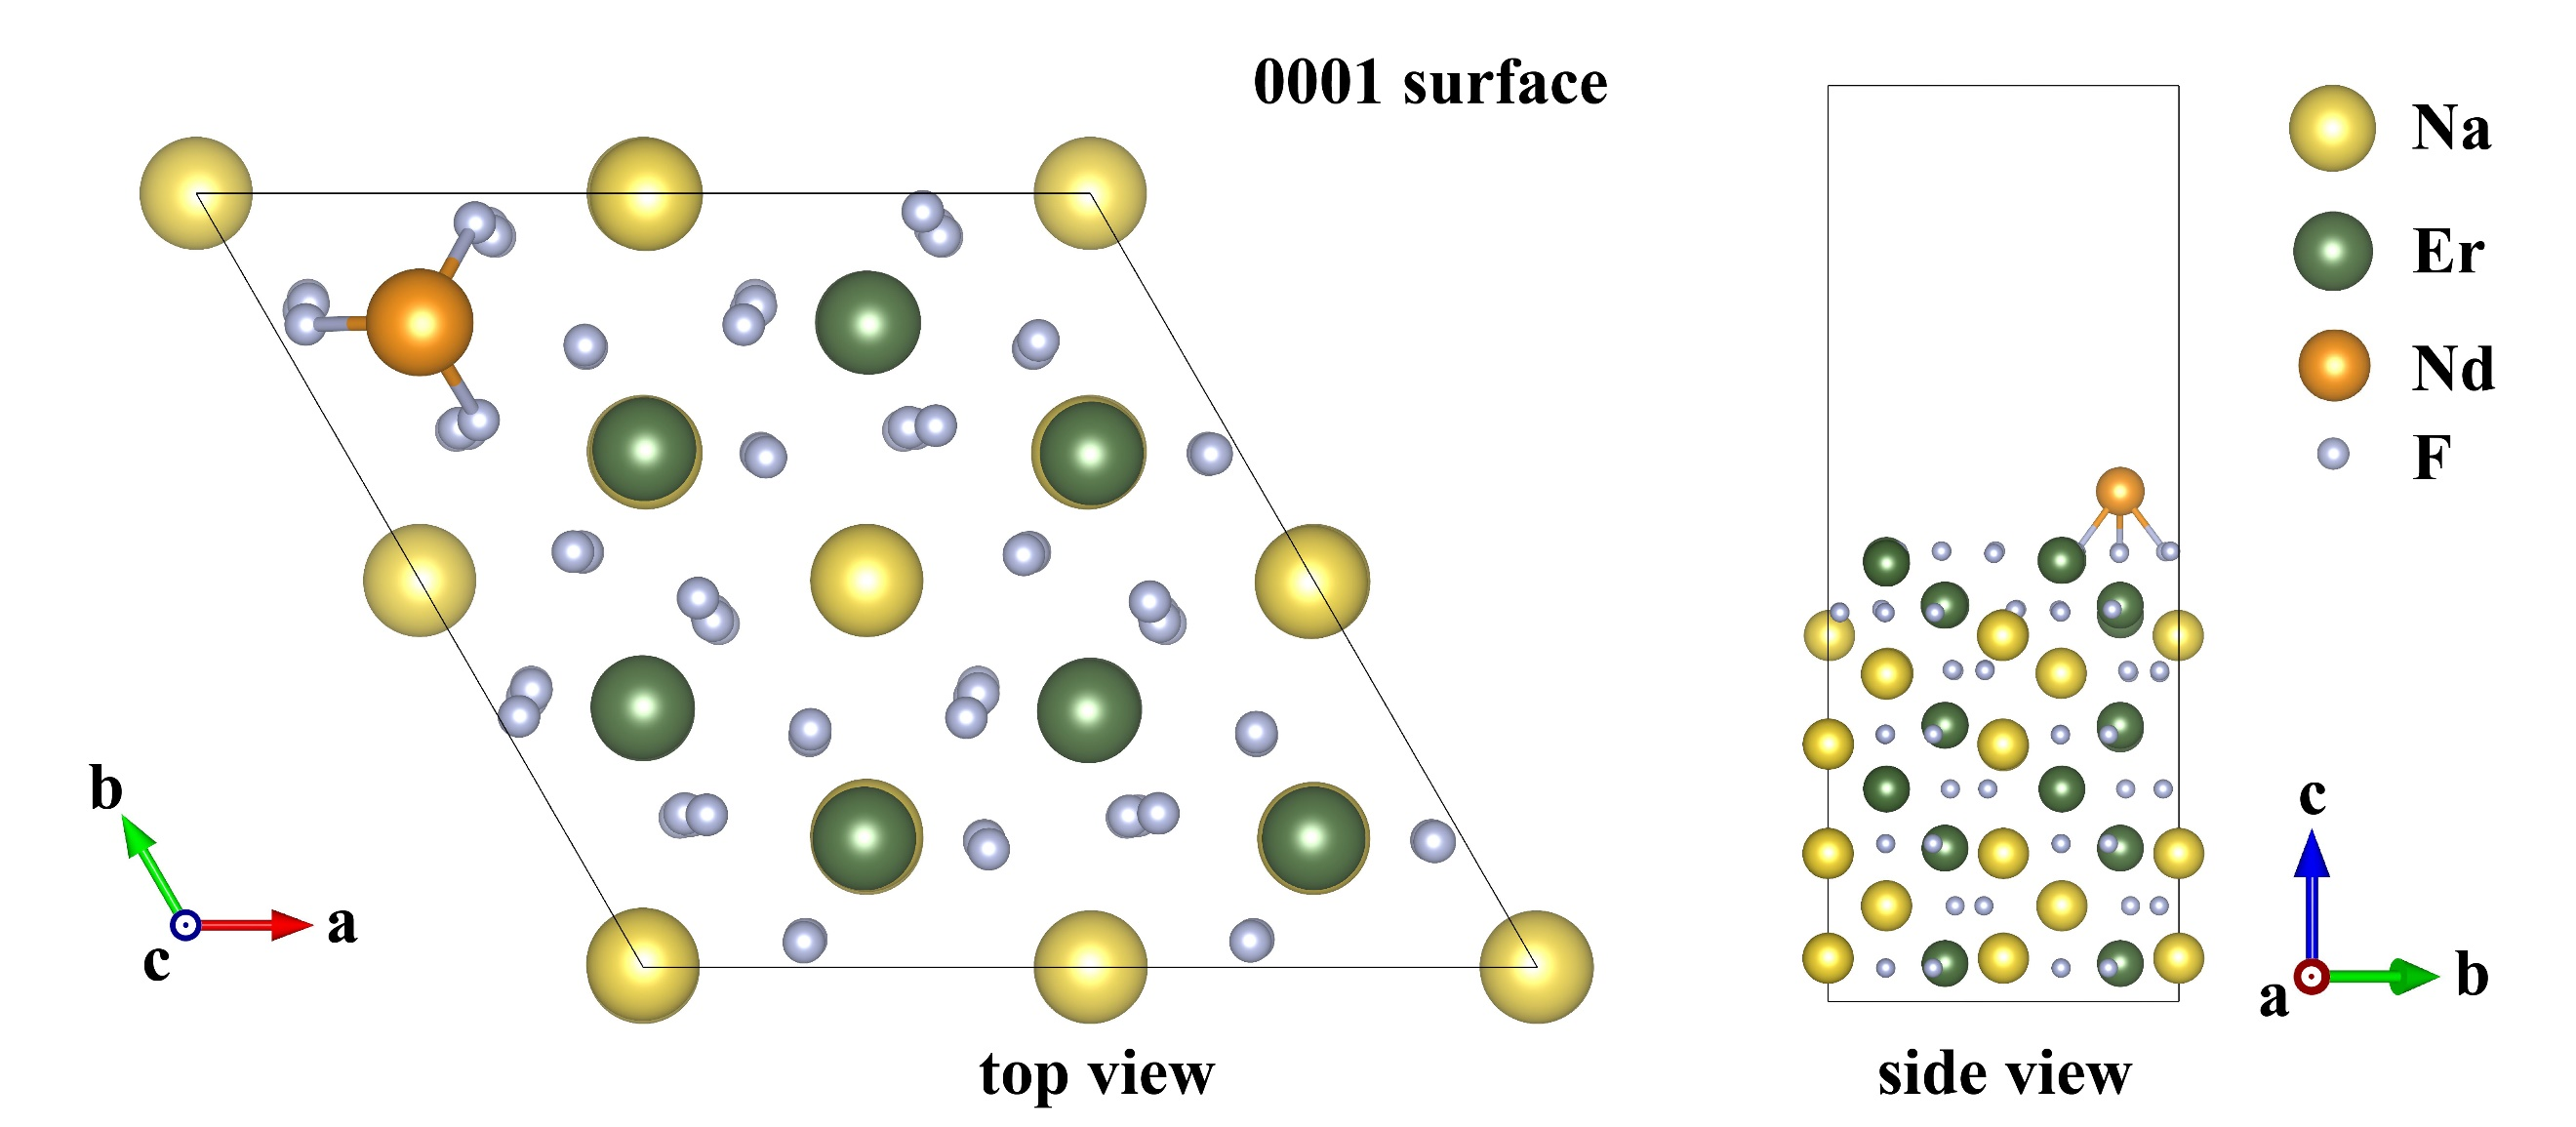 0001 surface
Na
Er
Nd
F
b
a
c
c
b
a
top view
side view